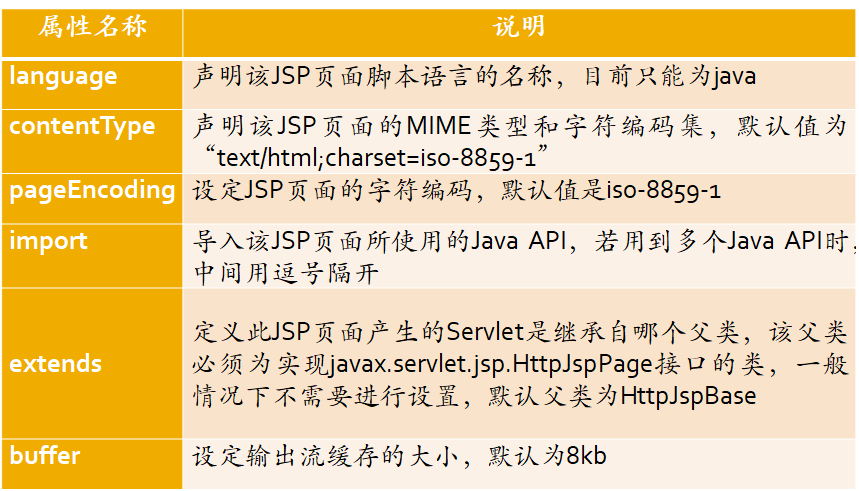 属性名称 说明
language 声明该JSP页面脚本语言的名称，目前只能为java
contentType 声明该JSP页面的MIME类型和字符编码集，默认值为
“text/html;charset=iso-8859-1”
pageEncoding 设定JSP页面的字符编码，默认值是iso-8859-1
import 导入该JSP页面所使用的Java API，若用到多个Java API时，
中间用逗号隔开
定义此JSP页面产生的Servlet是继承自哪个父类，该父类
extends 必须为实现javax.servlet.jsp.HttpJspPage接口的类，一般
情况下不需要进行设置，默认父类为HttpJspBase
buffer 设定输出流缓存的大小，默认为8kb